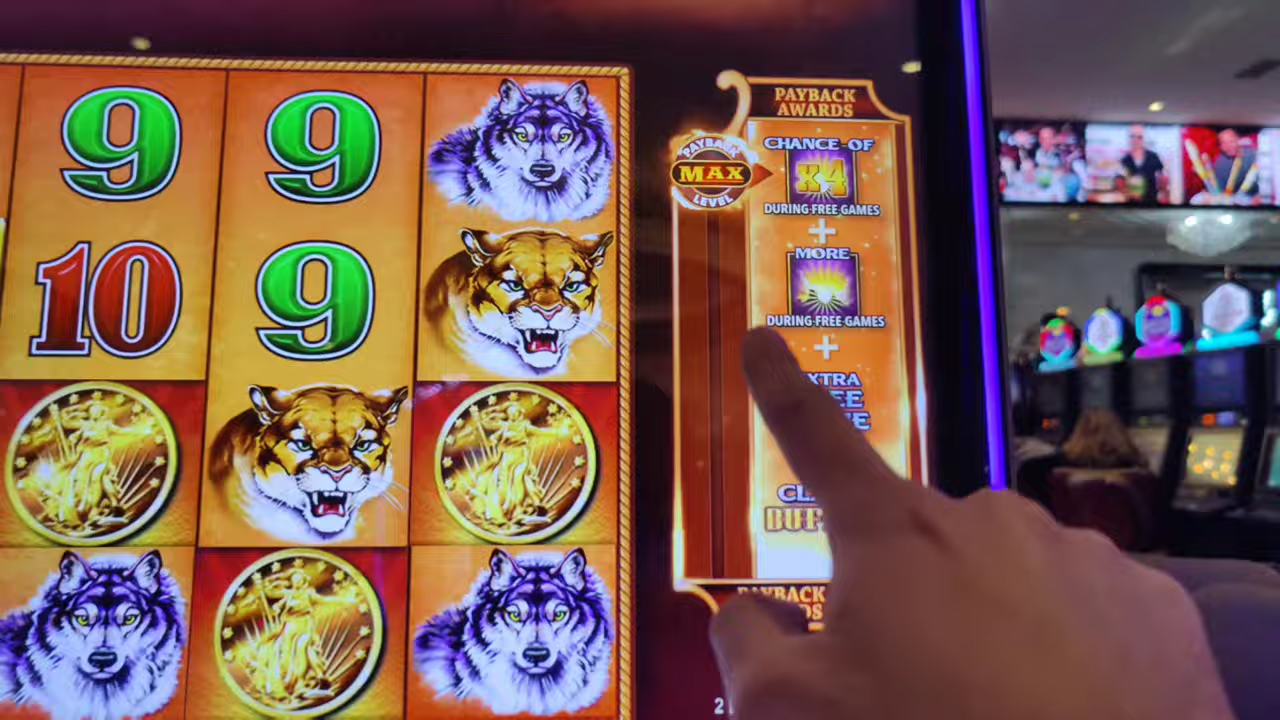 9
9
10
9
PAYBACK
AWARDS
PAYBACK
MAX
LEVEL
CHANCE OF
X4
DURING FREE GAMES
+
MORE
DURING FREE GAMES
+
PAYBACK